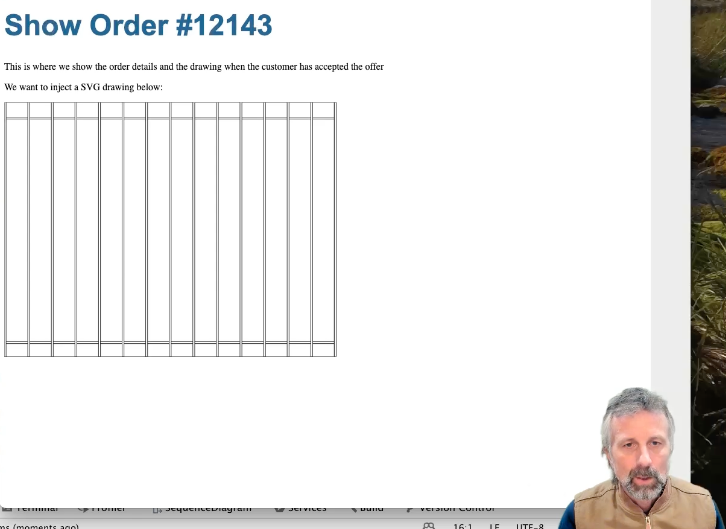 Show Order #12143
This is where we show the order details and the drawing when the customer has accepted the offer
We want to inject a SVG drawing below:
Terminal Profiler SequenceDiagram Services Build Version Control
(moments ago) 16:1 LF UTF-8